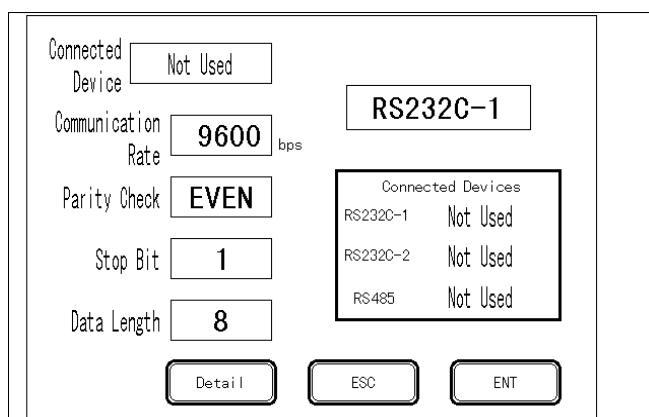 Connected
Device
Not Used
RS232C-1
Communication
Rate
9600 bps
Parity Check EVEN
Stop Bit 1
Data Length 8
Connected Devices
RS232C-1 Not Used
RS232C-2 Not Used
RS485 Not Used
Detail ESC ENT